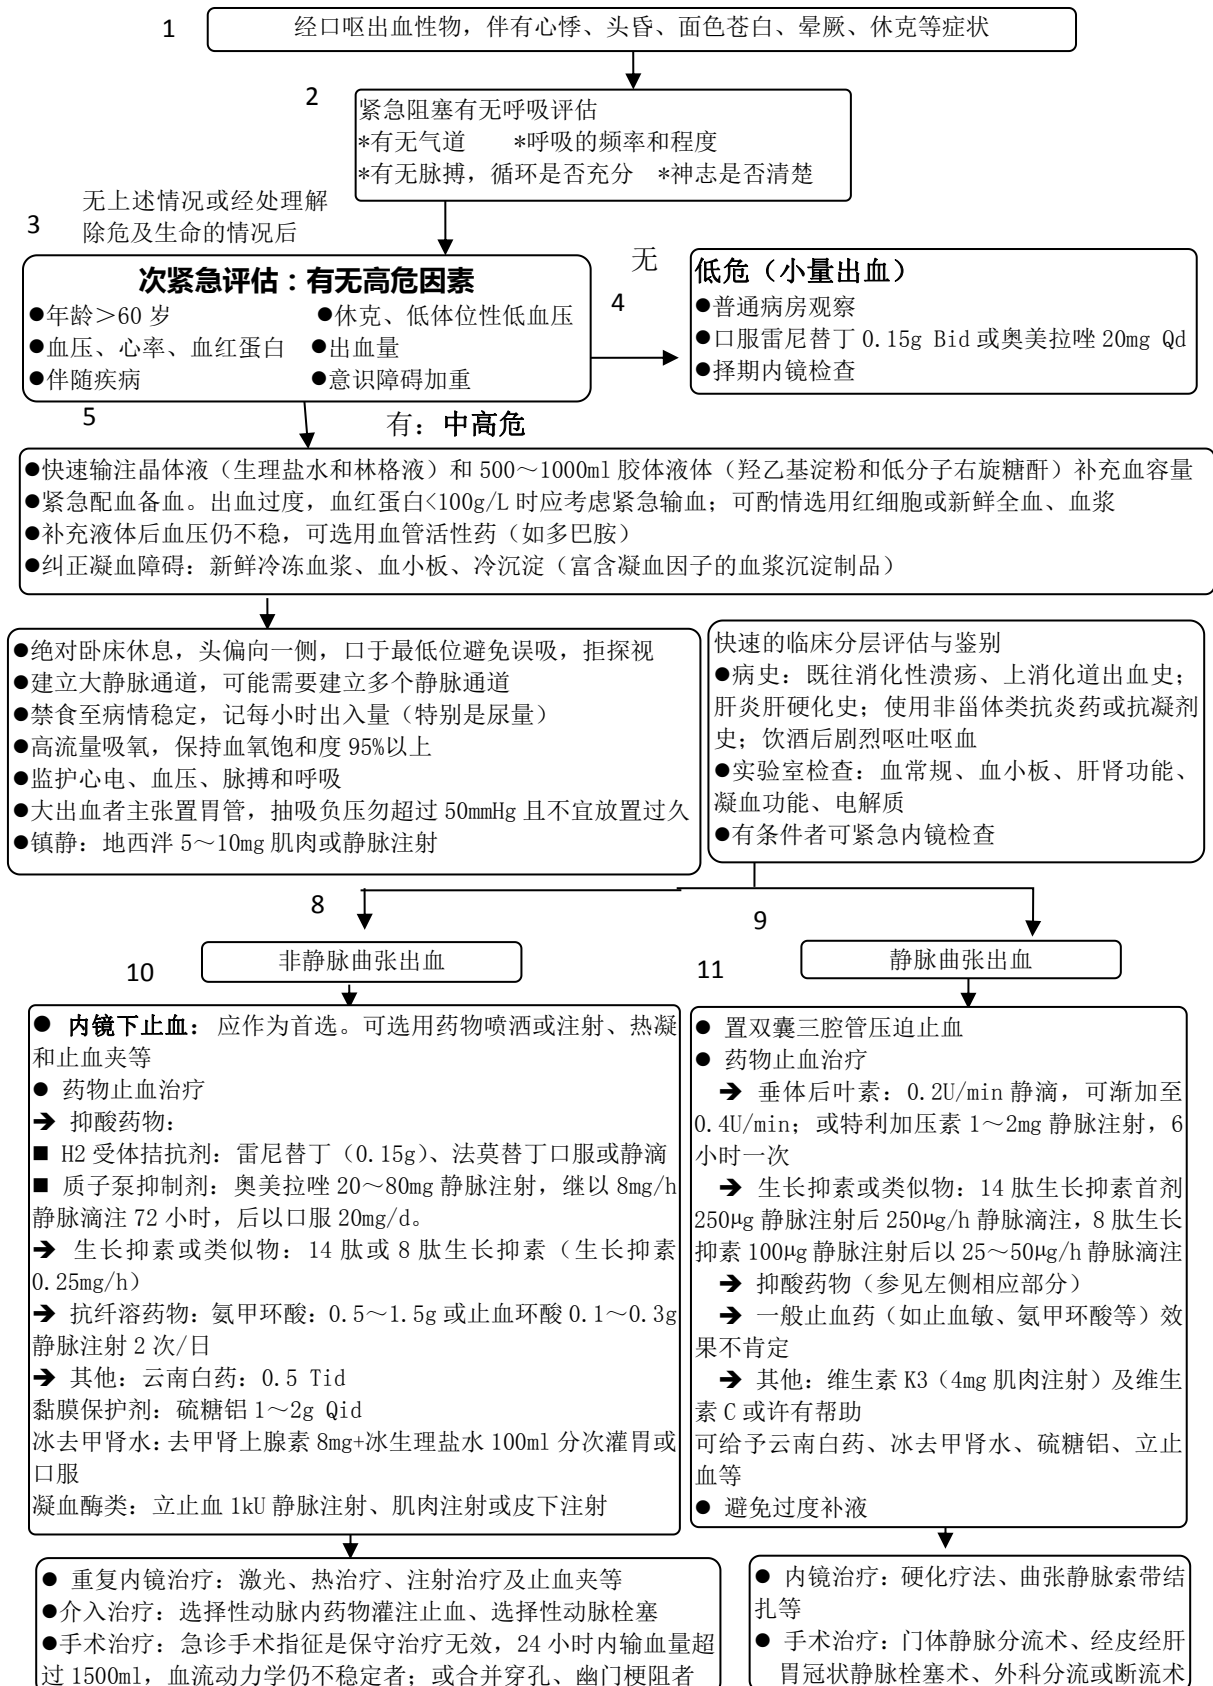 1
经口呕出血性物，伴有心悸、头昏、面色苍白、晕厥、休克等症状
2
紧急阻塞有无呼吸评估
*有无气道 *呼吸的频率和程度
*有无脉搏，循环是否充分 *神志是否清楚
无上述情况或经处理解
除危及生命的情况后
3
次紧急评估：有无高危因素
●年龄＞60 岁 ●休克、低体位性低血压
●血压、心率、血红蛋白 ●出血量
●伴随疾病 ●意识障碍加重
无
4
低危（小量出血）
●普通病房观察
●口服雷尼替丁 0.15g Bid 或奥美拉唑 20mg Qd
●择期内镜检查
5
有：中高危
●快速输注晶体液（生理盐水和林格液）和 500～1000ml 胶体液体（羟乙基淀粉和低分子右旋糖酐）补充血容量
●紧急配血备血。出血过度，血红蛋白<100g/L 时应考虑紧急输血；可酌情选用红细胞或新鲜全血、血浆
●补充液体后血压仍不稳，可选用血管活性药（如多巴胺）
●纠正凝血障碍：新鲜冷冻血浆、血小板、冷沉淀（富含凝血因子的血浆沉淀制品）
●绝对卧床休息，头偏向一侧，口于最低位避免误吸，拒探视
●建立大静脉通道，可能需要建立多个静脉通道
●禁食至病情稳定，记每小时出入量（特别是尿量）
●高流量吸氧，保持血氧饱和度 95%以上
●监护心电、血压、脉搏和呼吸
●大出血者主张置胃管，抽吸负压勿超过 50mmHg 且不宜放置过久
●镇静：地西泮 5～10mg 肌肉或静脉注射
快速的临床分层评估与鉴别
●病史：既往消化性溃疡、上消化道出血史；
肝炎肝硬化史；使用非甾体类抗炎药或抗凝剂
史；饮酒后剧烈呕吐呕血
●实验室检查：血常规、血小板、肝肾功能、
凝血功能、电解质
●有条件者可紧急内镜检查
8
9
非静脉曲张出血
静脉曲张出血
10
11
● 内镜下止血： 应作为首选。可选用药物喷洒或注射、热凝
和止血夹等
● 药物止血治疗
➔ 抑酸药物：
■ H2 受体拮抗剂：雷尼替丁（0.15g）、法莫替丁口服或静滴
■ 质子泵抑制剂：奥美拉唑 20～80mg 静脉注射，继以 8mg/h
静脉滴注 72 小时，后以口服 20mg/d。
➔ 生长抑素或类似物：14 肽或 8 肽生长抑素（生长抑素
0.25mg/h）
➔ 抗纤溶药物：氨甲环酸：0.5～1.5g 或止血环酸 0.1～0.3g
静脉注射 2 次/日
➔ 其他：云南白药：0.5 Tid
黏膜保护剂：硫糖铝 1～2g Qid
冰去甲肾水：去甲肾上腺素 8mg+冰生理盐水 100ml 分次灌胃或
口服
凝血酶类：立止血 1kU 静脉注射、肌肉注射或皮下注射
● 置双囊三腔管压迫止血
● 药物止血治疗
➔ 垂体后叶素：0.2U/min 静滴，可渐加至
0.4U/min；或特利加压素 1～2mg 静脉注射，6
小时一次
➔ 生长抑素或类似物：14 肽生长抑素首剂
250μg 静脉注射后 250μg/h 静脉滴注，8 肽生长
抑素 100μg 静脉注射后以 25～50μg/h 静脉滴注
➔ 抑酸药物（参见左侧相应部分）
➔ 一般止血药（如止血敏、氨甲环酸等）效
果不肯定
➔ 其他：维生素 K3（4mg 肌肉注射）及维生
素 C 或许有帮助
可给予云南白药、冰去甲肾水、硫糖铝、立止
血等
● 避免过度补液
● 重复内镜治疗：激光、热治疗、注射治疗及止血夹等
●介入治疗：选择性动脉内药物灌注止血、选择性动脉栓塞
●手术治疗：急诊手术指征是保守治疗无效，24 小时内输血量超
过 1500ml，血流动力学仍不稳定者；或合并穿孔、幽门梗阻者
● 内镜治疗：硬化疗法、曲张静脉索带结
扎等
● 手术治疗：门体静脉分流术、经皮经肝
胃冠状静脉栓塞术、外科分流或断流术